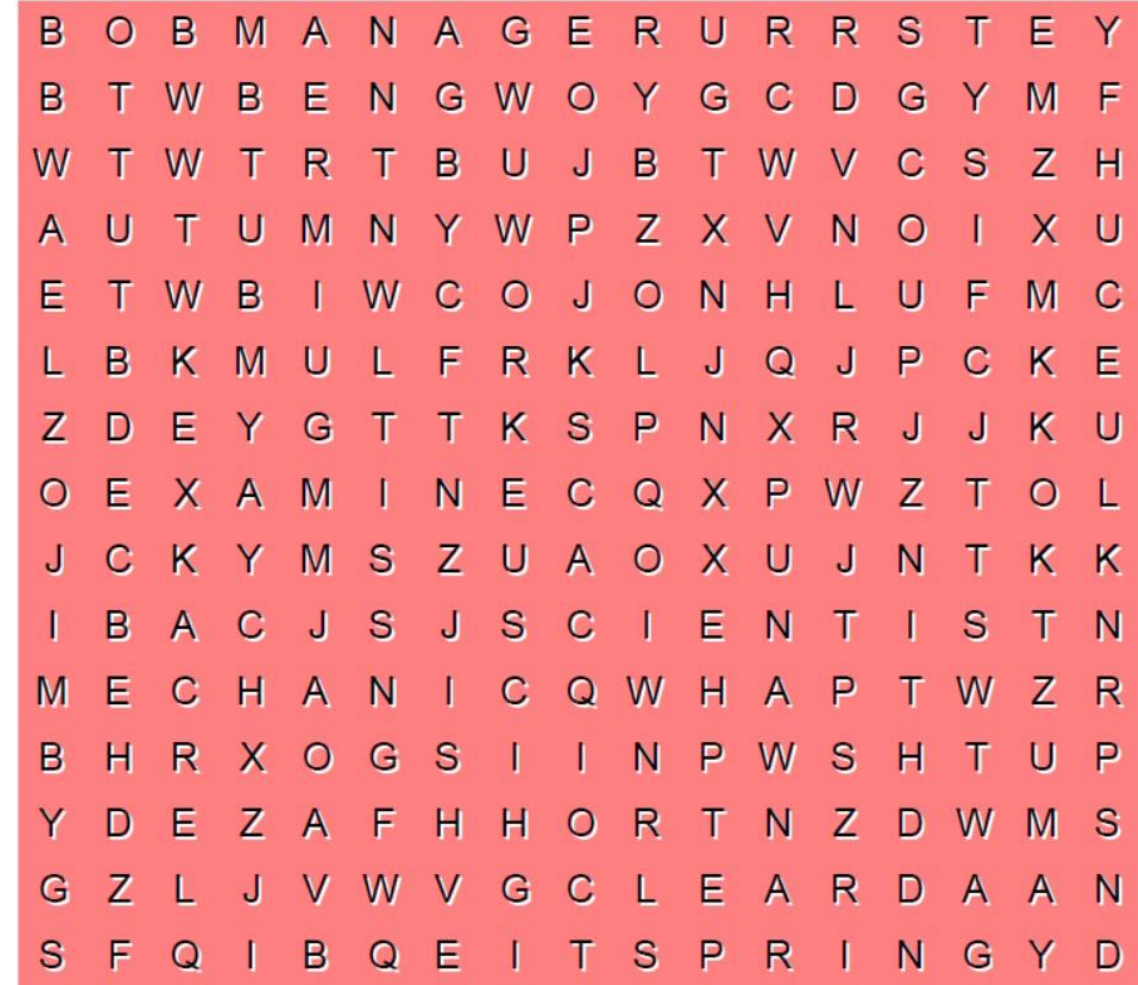 B O B M A N A G E R U R R S T E Y
B T W B E N G W O Y G C D G Y M F
W T W T R T B U J B T W V C S Z H
A U T U M N Y W P Z X V N O I X U
E T W B I W C O J O N H L U F M C
L B K M U L F R K L J Q J P C K E
Z D E Y G T T K S P N X R J J K U
O E X A M I N E C Q X P W Z T O L
J C K Y M S Z U A O X U J N T K K
I B A C J S J S C I E N T I S T N
M E C H A N I C Q W H A P T W Z R
B H R X O G S I I N P W S H T U P
Y D E Z A F H H O R T N Z D W M S
G Z L J V W V G C L E A R D A A N
S F Q I B Q E I T S P R I N G Y D